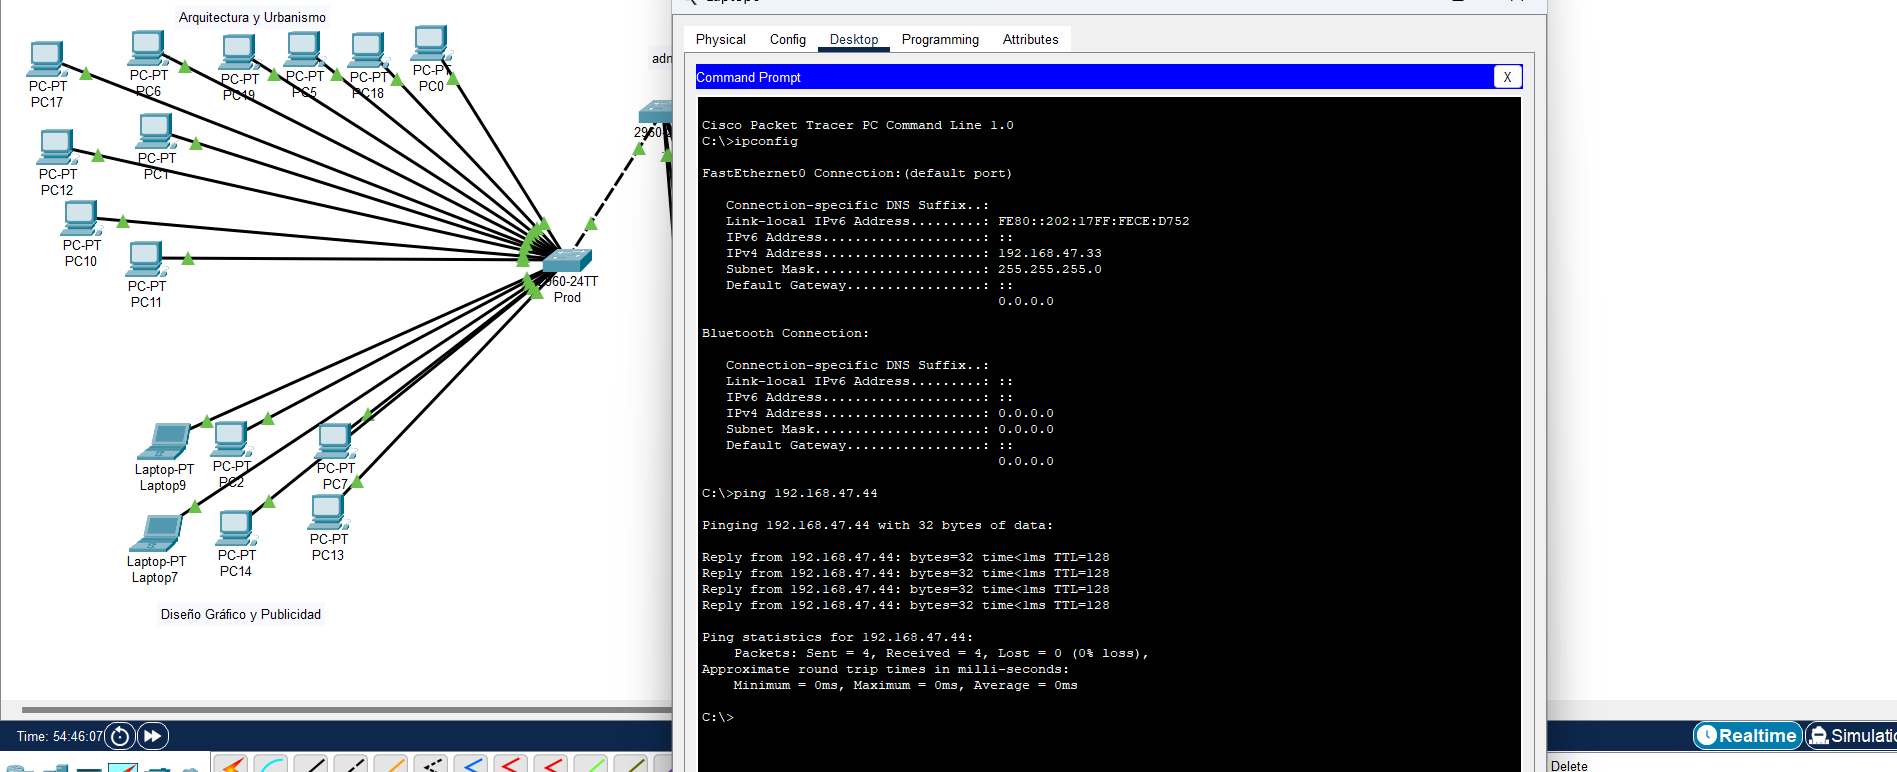 Arquitectura y Urbanismo
PC-PT
PC17
PC-PT
PC6
PC-PT
PC19
PC-PT
PC5
PC-PT
PC18
PC-PT
PC0
PC-PT
PC12
PC-PT
PC1
PC-PT
PC10
PC-PT
PC11
960-24TT
Prod
Laptop-PT
Laptop9
PC-PT
PC2
PC-PT
PC7
Laptop-PT
Laptop7
PC-PT
PC14
PC-PT
PC13
Diseño Gráfico y Publicidad
Physical Config Desktop Programming Attributes
Command Prompt X
Cisco Packet Tracer PC Command Line 1.0
C:\>ipconfig
FastEthernet0 Connection:(default port)
Connection-specific DNS Suffix..:
Link-local IPv6 Address.........: FE80::202:17FF:FECE:D752
IPv6 Address....................: ::
IPv4 Address....................: 192.168.47.33
Subnet Mask.....................: 255.255.255.0
Default Gateway.................: ::
0.0.0.0
Bluetooth Connection:
Connection-specific DNS Suffix..:
Link-local IPv6 Address.........: ::
IPv6 Address....................: ::
IPv4 Address....................: 0.0.0.0
Subnet Mask.....................: 0.0.0.0
Default Gateway.................: ::
0.0.0.0
C:\>ping 192.168.47.44
Pinging 192.168.47.44 with 32 bytes of data:
Reply from 192.168.47.44: bytes=32 time<1ms TTL=128
Reply from 192.168.47.44: bytes=32 time<1ms TTL=128
Reply from 192.168.47.44: bytes=32 time<1ms TTL=128
Reply from 192.168.47.44: bytes=32 time<1ms TTL=128
Ping statistics for 192.168.47.44:
Packets: Sent = 4, Received = 4, Lost = 0 (0% loss),
Approximate round trip times in milli-seconds:
Minimum = 0ms, Maximum = 0ms, Average = 0ms
C:\>
Time: 54:46:07
Realtime
Simulatio
Delete